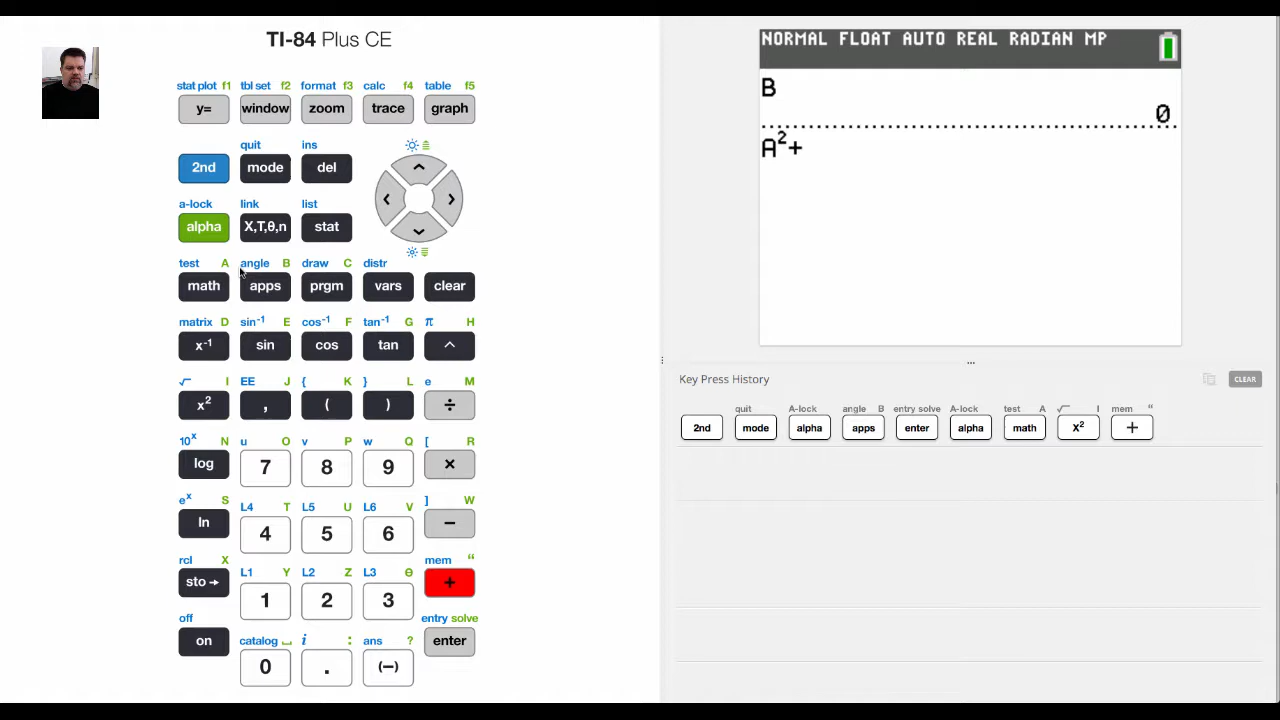 TI-84 Plus CE
stat plot f1 tbl set f2 format f3 calc f4 table f5
y= window zoom trace graph
quit ins
2nd mode del
a-lock link list
alpha X,T,θ,n stat
test A angle B draw C distr
math apps prgm vars clear
matrix D sin-1 E cos-1 F tan-1 G π H
x-1 sin cos tan ^
√ I EE J { K } L e M
x² , ( ) ÷
10x N u O v P w Q [ R
log 7 8 9 ×
ex S L4 T L5 U L6 V ] W
ln 4 5 6 −
rcl X L1 Y L2 Z L3 θ mem “
sto→ 1 2 3 +
off catalog ⎵ i : ans ? entry solve
on 0 . (−) enter
NORMAL FLOAT AUTO REAL RADIAN MP
B
0
A²+
Key Press History
CLEAR
quit A-lock angle B entry solve A-lock test A √ I mem “
2nd mode alpha apps enter alpha math X² +